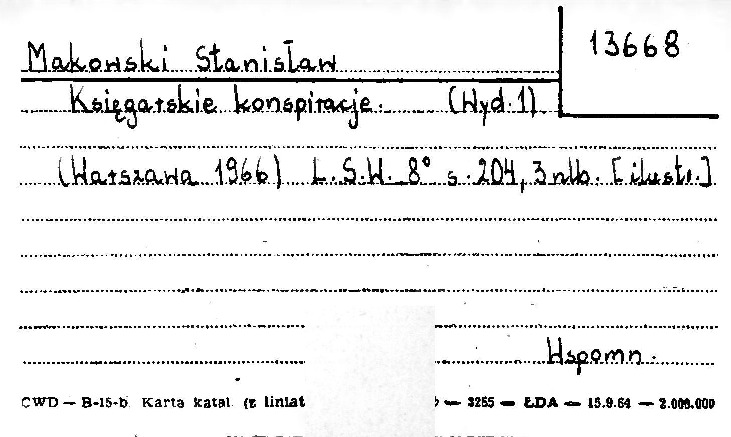 13668
Makowski Stanisław
Księgarskie konspiracje. (Wyd. 1)
(Warszawa 1966) L.S.W. 8° s. 204, 3 nlb. [ilustr.]
Wspomn.
CWD — B-15-b. Karta katal. (z liniat — 3255 — ŁDA — 15.9.64 — 2.000.000